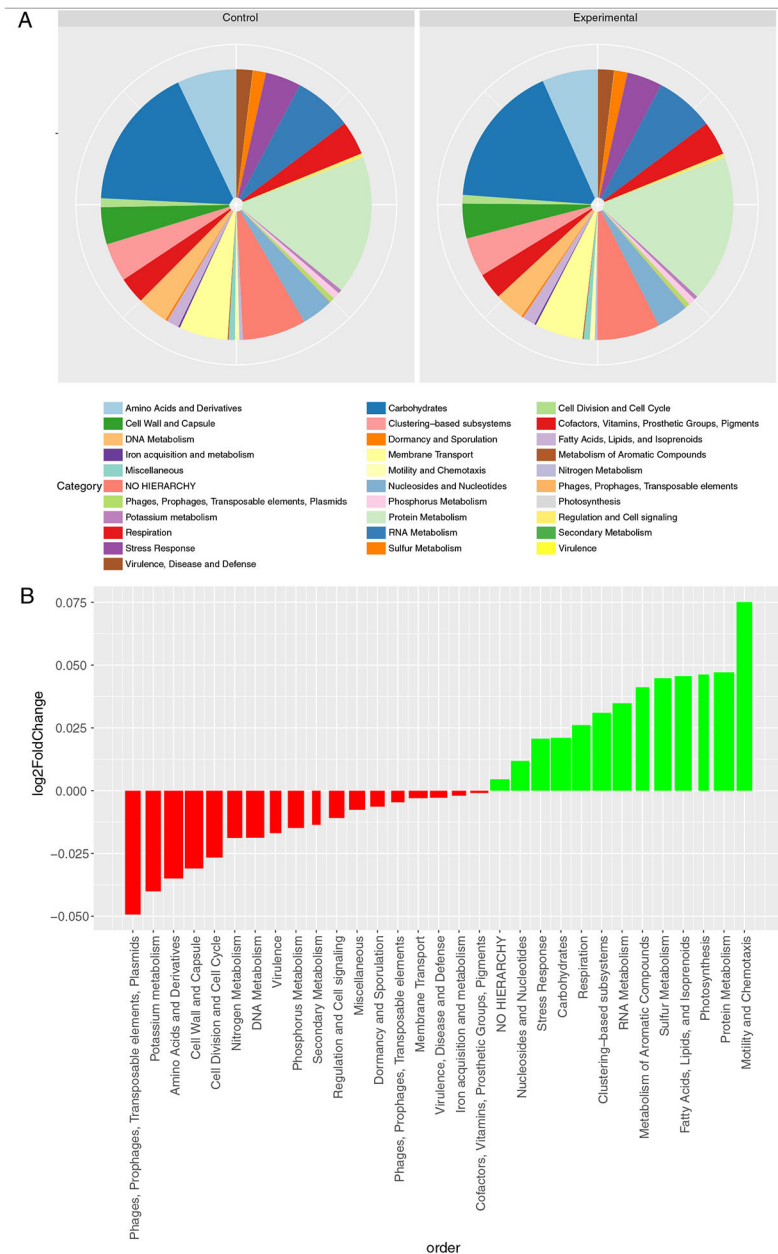 A
Control
Experimental
Amino Acids and Derivatives
Carbohydrates
Cell Division and Cell Cycle
Cell Wall and Capsule
Clustering−based subsystems
Cofactors, Vitamins, Prosthetic Groups, Pigments
DNA Metabolism
Dormancy and Sporulation
Fatty Acids, Lipids, and Isoprenoids
Iron acquisition and metabolism
Membrane Transport
Metabolism of Aromatic Compounds
Miscellaneous
Motility and Chemotaxis
Nitrogen Metabolism
Category
NO HIERARCHY
Nucleosides and Nucleotides
Phages, Prophages, Transposable elements
Phages, Prophages, Transposable elements, Plasmids
Phosphorus Metabolism
Photosynthesis
Potassium metabolism
Protein Metabolism
Regulation and Cell signaling
Respiration
RNA Metabolism
Secondary Metabolism
Stress Response
Sulfur Metabolism
Virulence
Virulence, Disease and Defense
B
log2FoldChange
0.075
0.050
0.025
0.000
−0.025
−0.050
Phages, Prophages, Transposable elements, Plasmids
Potassium metabolism
Amino Acids and Derivatives
Cell Wall and Capsule
Cell Division and Cell Cycle
Nitrogen Metabolism
DNA Metabolism
Virulence
Phosphorus Metabolism
Secondary Metabolism
Regulation and Cell signaling
Miscellaneous
Dormancy and Sporulation
Phages, Prophages, Transposable elements
Membrane Transport
Virulence, Disease and Defense
Iron acquisition and metabolism
Cofactors, Vitamins, Prosthetic Groups, Pigments
NO HIERARCHY
Nucleosides and Nucleotides
Stress Response
Carbohydrates
Respiration
Clustering−based subsystems
RNA Metabolism
Metabolism of Aromatic Compounds
Sulfur Metabolism
Fatty Acids, Lipids, and Isoprenoids
Photosynthesis
Protein Metabolism
Motility and Chemotaxis
order